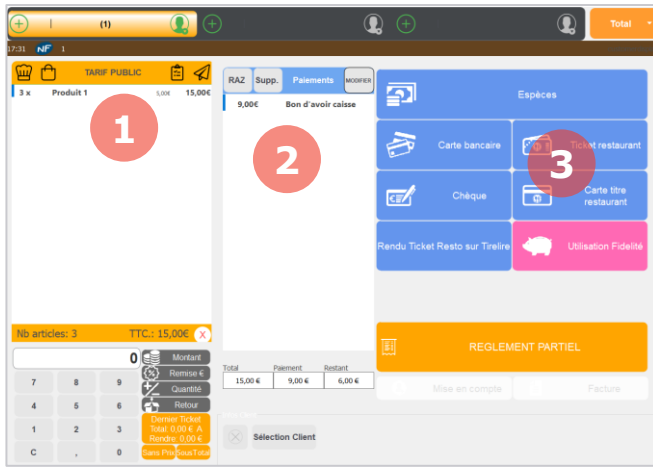 (1)
Total
17:31 NF 1
TARIF PUBLIC
3 x Produit 1 5,00€ 15,00€
1
RAZ Supp. Paiements MODIFIER
9,00€ Bon d'avoir caisse
2
Espèces
Carte bancaire
Ticket restaurant
3
Chèque
Carte titre
restaurant
Rendu Ticket Resto sur Tirelire
Utilisation Fidelité
Nb articles: 3 TTC.: 15,00€ X
REGLEMENT PARTIEL
0
Montant
Remise €
Quantité
Retour
7 8 9
4 5 6
1 2 3
C , 0
Dernier Ticket
Total: 0,00 € A
Rendre: 0,00 €
Sans Prix SousTotal
Total Paiement Restant
15,00 € 9,00 € 6,00 €
Mise en compte
Facture
Sélection Client